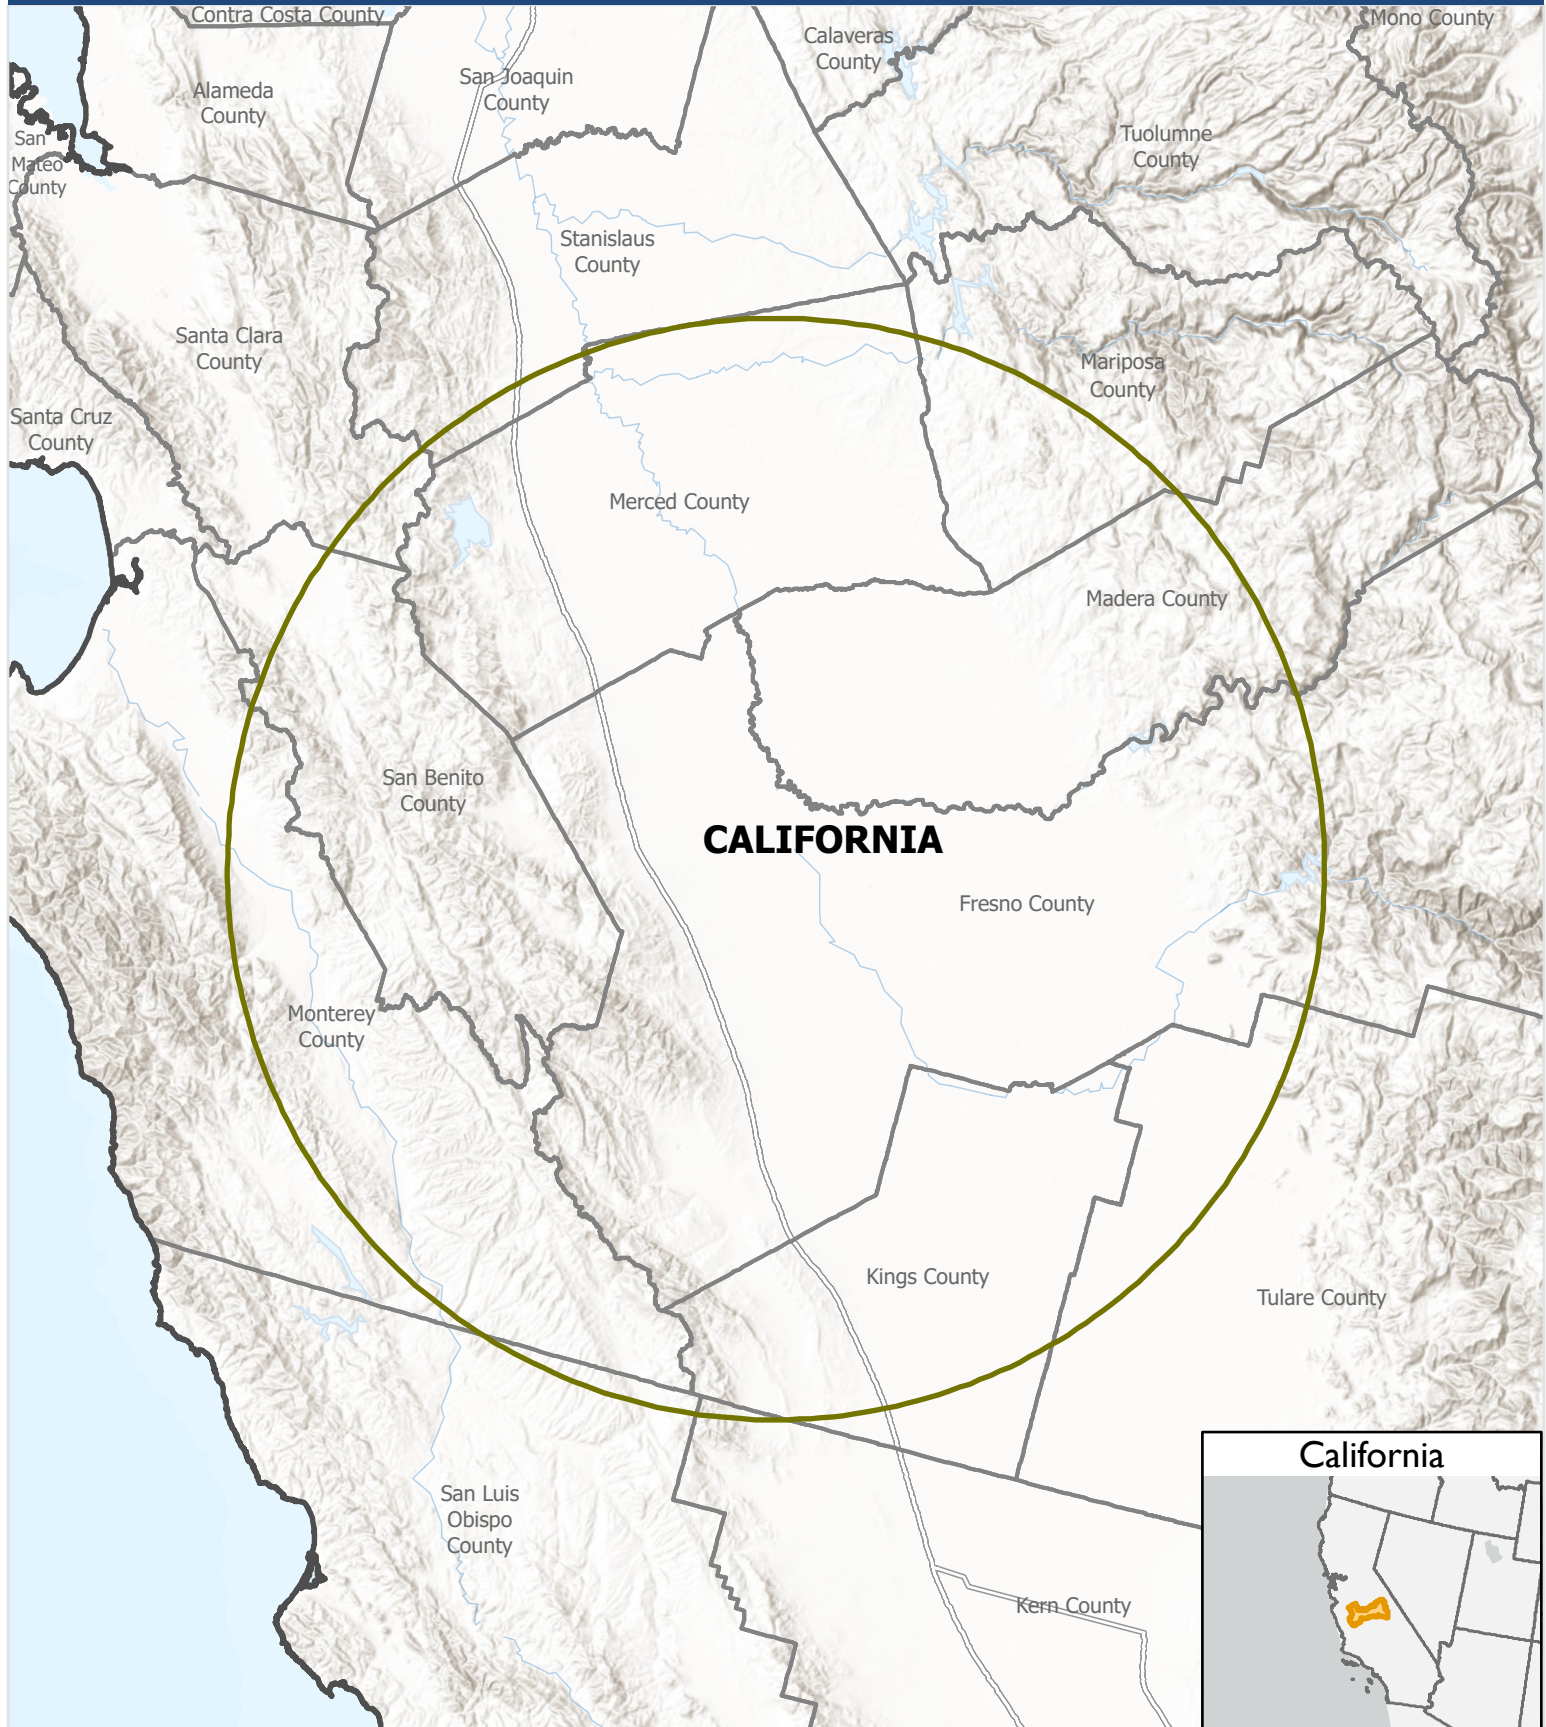 Contra Costa County
Mono County
Calaveras
County
Alameda
County
San Joaquin
County
San
Mateo
County
Tuolumne
County
Stanislaus
County
Santa Clara
County
Mariposa
County
Santa Cruz
County
Merced County
Madera County
San Benito
County
CALIFORNIA
Fresno County
Monterey
County
Kings County
Tulare County
California
San Luis
Obispo
County
Kern County